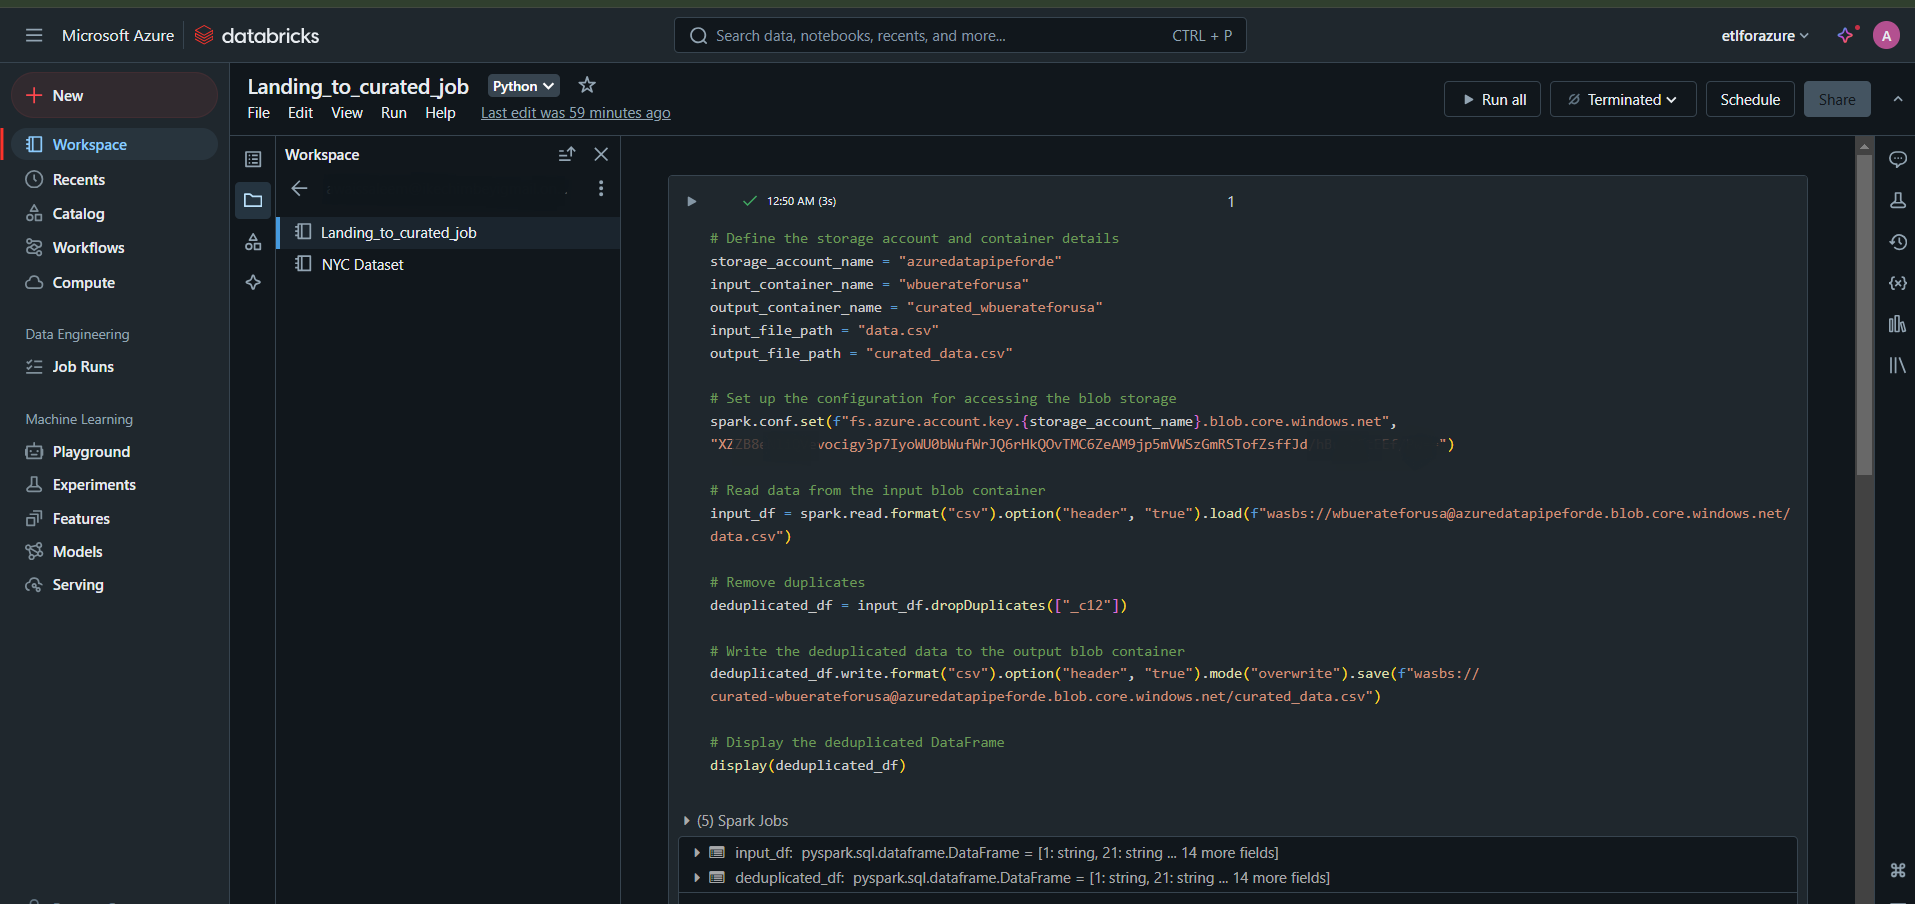 Microsoft Azure
databricks
Search data, notebooks, recents, and more...
CTRL + P
etlforazure
A
New
Workspace
Recents
Catalog
Workflows
Compute
Data Engineering
Job Runs
Machine Learning
Playground
Experiments
Features
Models
Serving
Landing_to_curated_job
Python
File Edit View Run Help
Last edit was 59 minutes ago
Run all
Terminated
Schedule
Share
Workspace
Landing_to_curated_job
NYC Dataset
12:50 AM (3s)
1
# Define the storage account and container details
storage_account_name = "azuredatapipeforde"
input_container_name = "wbuerateforusa"
output_container_name = "curated_wbuerateforusa"
input_file_path = "data.csv"
output_file_path = "curated_data.csv"
# Set up the configuration for accessing the blob storage
spark.conf.set(f"fs.azure.account.key.{storage_account_name}.blob.core.windows.net",
vocigy3p7IyoWU0bWufWrJQ6rHkQOvTMC6ZeAM9jp5mVWSzGmRSTofZsffJd ")
# Read data from the input blob container
input_df = spark.read.format("csv").option("header", "true").load(f"wasbs://wbuerateforusa@azuredatapipeforde.blob.core.windows.net/
data.csv")
# Remove duplicates
deduplicated_df = input_df.dropDuplicates(["_c12"])
# Write the deduplicated data to the output blob container
deduplicated_df.write.format("csv").option("header", "true").mode("overwrite").save(f"wasbs://
curated-wbuerateforusa@azuredatapipeforde.blob.core.windows.net/curated_data.csv")
# Display the deduplicated DataFrame
display(deduplicated_df)
(5) Spark Jobs
input_df: pyspark.sql.dataframe.DataFrame = [1: string, 21: string ... 14 more fields]
deduplicated_df: pyspark.sql.dataframe.DataFrame = [1: string, 21: string ... 14 more fields]